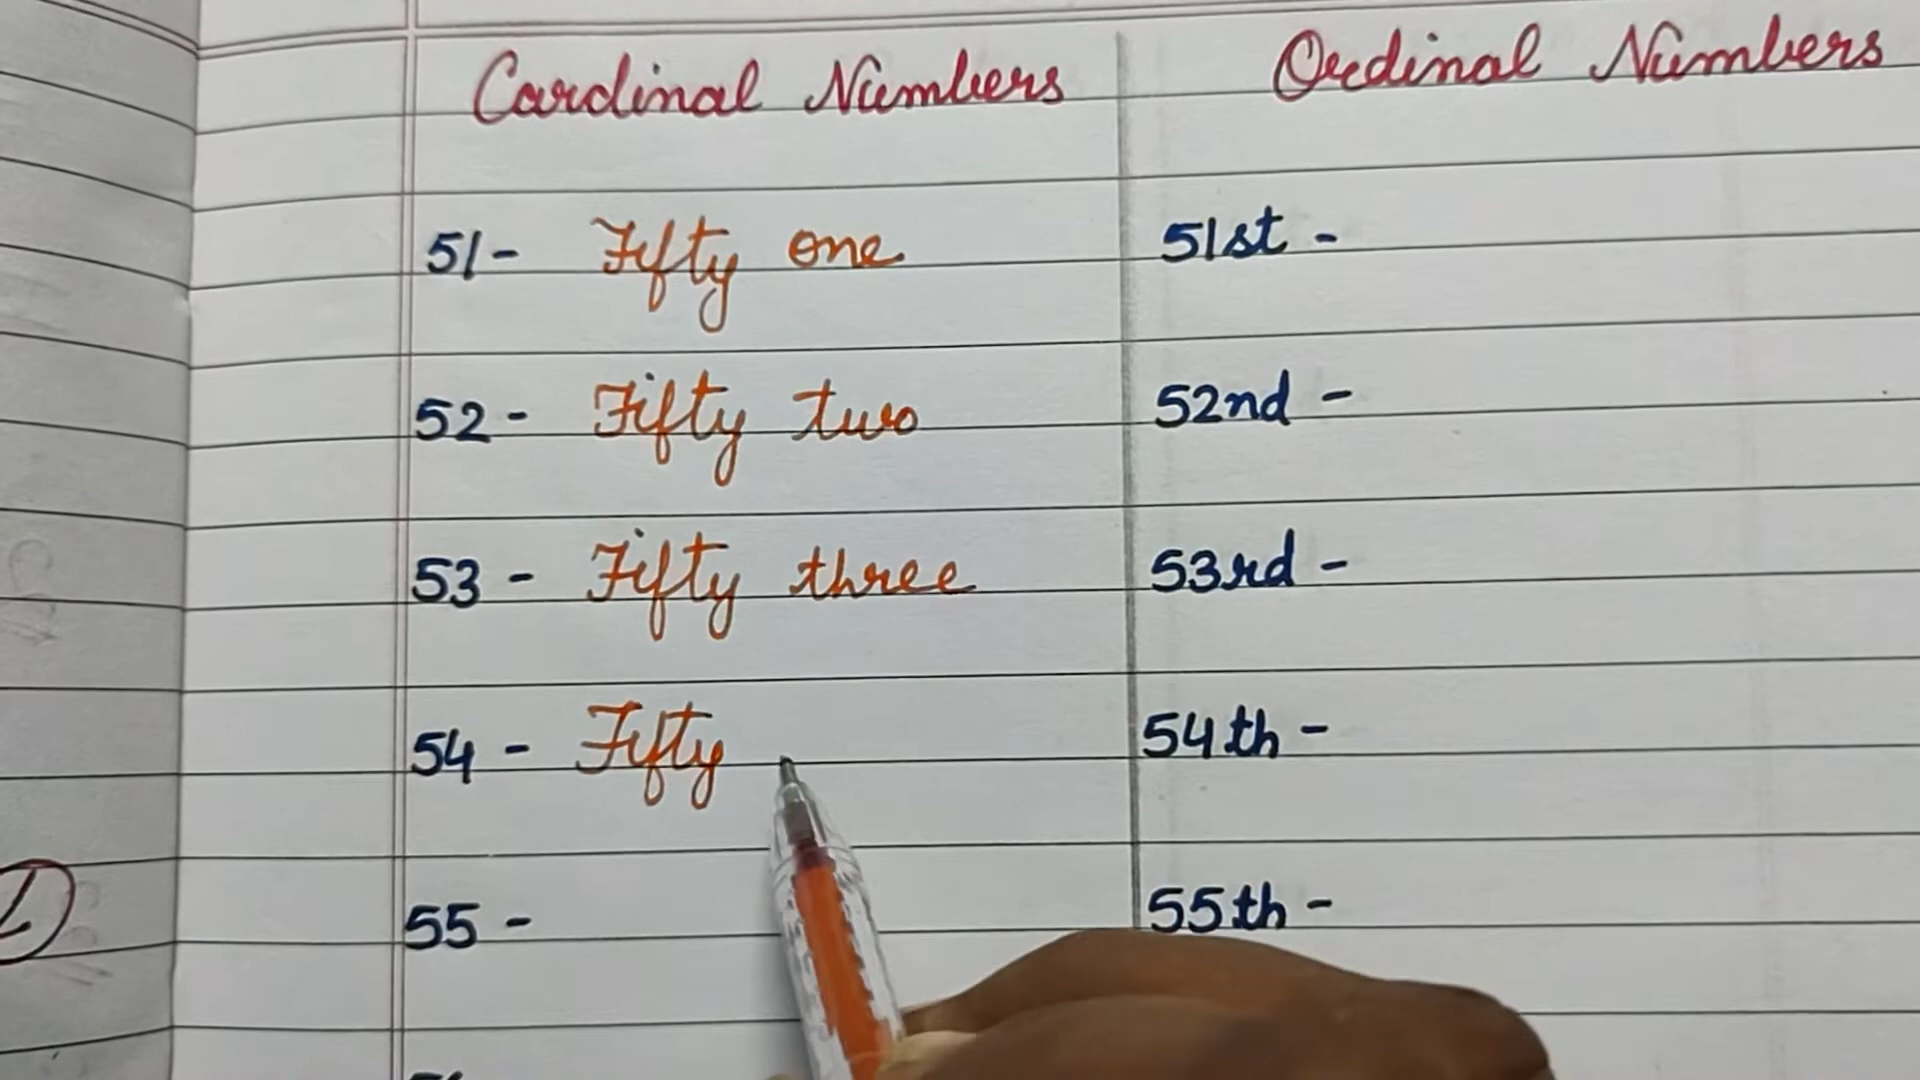 Cardinal Numbers Ordinal Numbers
51 - Fifty one 51st -
52 - Fifty two 52nd -
53 - Fifty three 53rd -
54 - Fifty 54th -
55 - 55th -